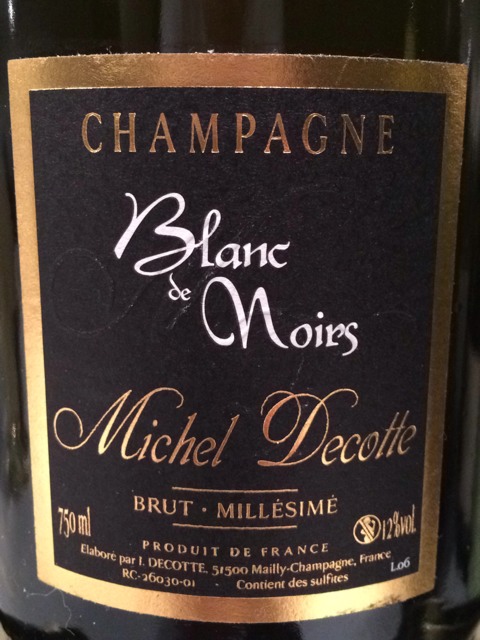 CHAMPAGNE
Blanc
de
Noirs
Michel Decotte
BRUT · MILLÉSIMÉ
750 ml
12%vol.
PRODUIT DE FRANCE
Elaboré par I. DECOTTE, 51500 Mailly-Champagne, France
RC-26030-01 · Contient des sulfites
L06